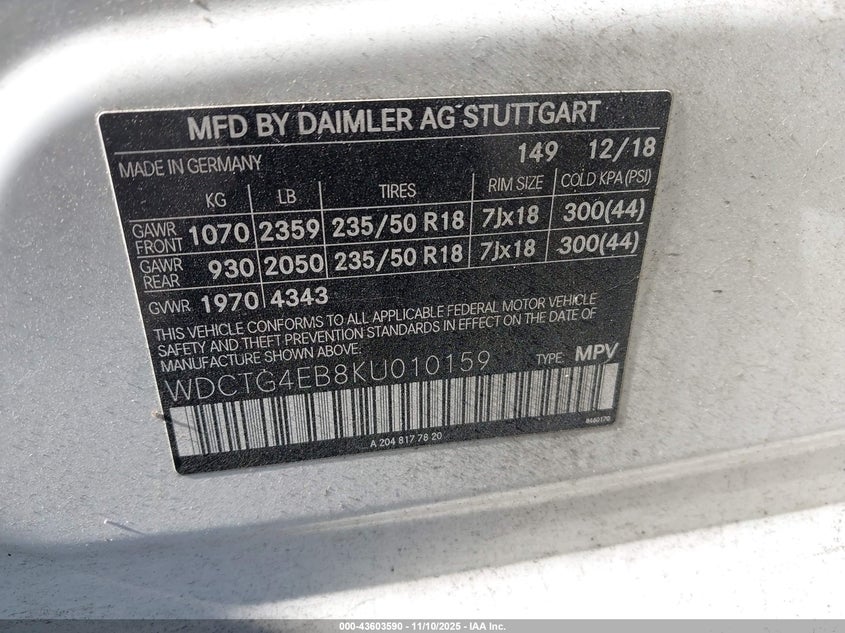 MFD BY DAIMLER AG STUTTGART
MADE IN GERMANY 149 12/18
KG LB TIRES RIM SIZE COLD KPA (PSI)
GAWR FRONT 1070 2359 235/50 R18 7Jx18 300(44)
GAWR REAR 930 2050 235/50 R18 7Jx18 300(44)
GVWR 1970 4343
THIS VEHICLE CONFORMS TO ALL APPLICABLE FEDERAL MOTOR VEHICLE
SAFETY AND THEFT PREVENTION STANDARDS IN EFFECT ON THE DATE OF
MANUFACTURE SHOWN ABOVE.
WDCTG4EB8KU010159 TYPE: MPV
A 204 817 78 20
000-43603590 — 11/10/2025 — IAA Inc.